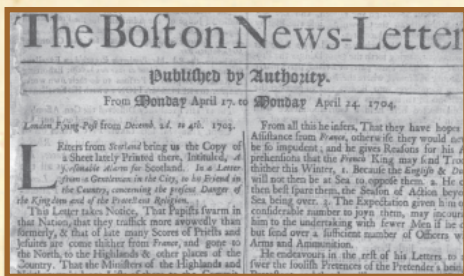 The Boſton News-Letter
Publiſhed by Authority.
From Monday April 17. to Monday April 24. 1704.
London Flying-Poſt from Decemb. 2d. to 4th. 1703.
LEtters from Scotland bring us the Copy of
a Sheet lately Printed there, Intituled, A
ſeaſonable Alarm for Scotland. In a Letter
from a Gentleman in the City, to his Friend in
the Country, concerning the preſent Danger of
the Kingdom and of the Proteſtant Religion.
This Letter takes Notice, That Papiſts ſwarm in
that Nation, that they traffick more avowedly than
formerly, & that of late many Scores of Prieſts and
Jeſuites are come thither from France, and gone to
the North, to the Highlands & other places of the
Country. That the Miniſters of the Highlands and
From all this he infers, That they have hopes
Aſſiſtance from France, otherwiſe they would nev
be ſo impudent; and he gives Reaſons for his A
prehenſions that the French King may ſend Troo
thither this Winter, 1. Becauſe the Engliſh & Du
will not then be at Sea to oppoſe them. 2. He c
then beſt ſpare them, the Seaſon of Action beyon
Sea being over. 3. The Expectation given him o
conſiderable number to joyn them, may incoura
him to the undertaking with fewer Men if he c
but ſend over a ſufficient number of Officers w
Arms and Ammunition.
He endeavours in the reſt of his Letters to
ſwer the fooliſh Pretences of the Pretender's b